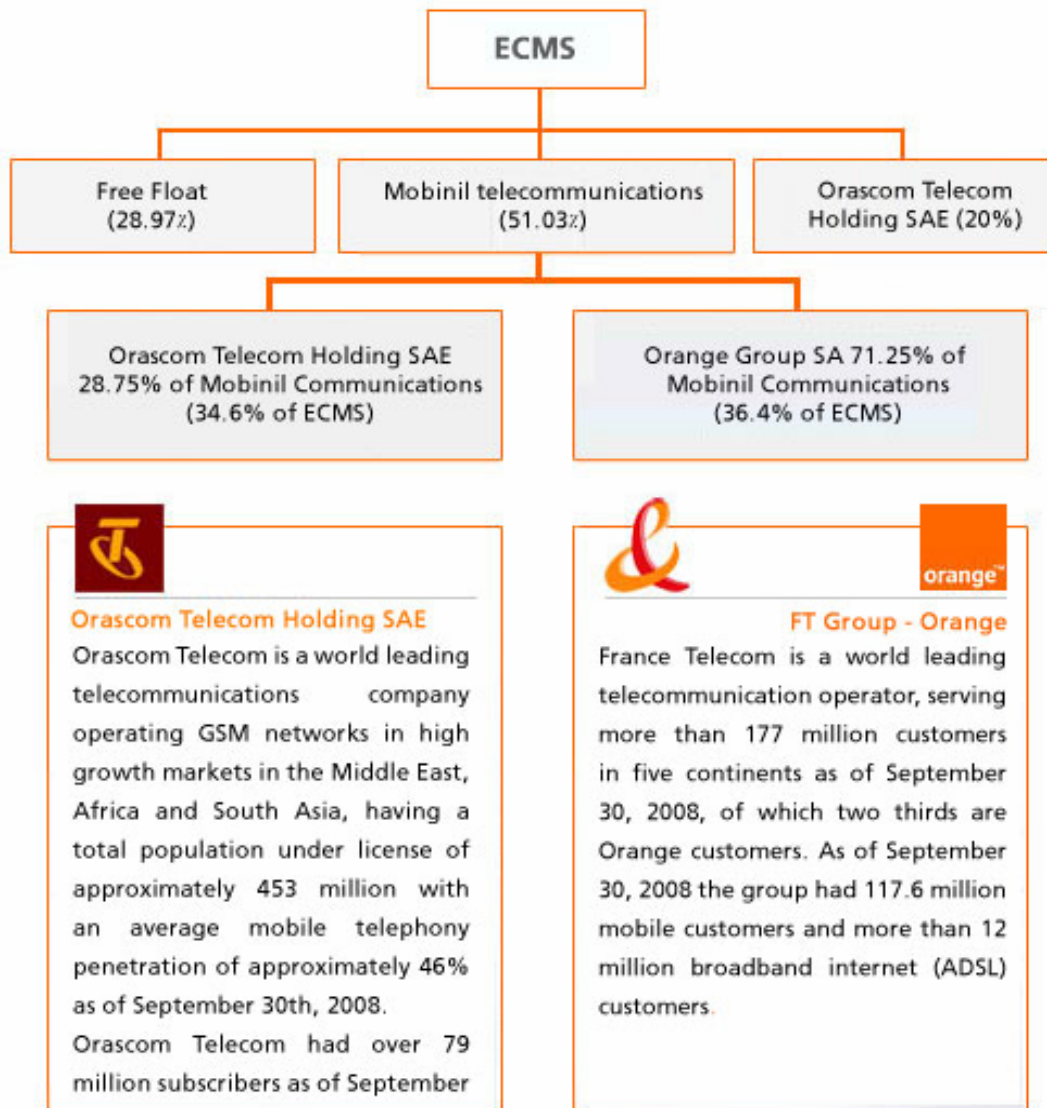 ECMS
Free Float
(28.97%)
Mobinil telecommunications
(51.03%)
Orascom Telecom
Holding SAE (20%)
Orascom Telecom Holding SAE
28.75% of Mobinil Communications
(34.6% of ECMS)
Orange Group SA 71.25% of
Mobinil Communications
(36.4% of ECMS)
Orascom Telecom Holding SAE
Orascom Telecom is a world leading
telecommunications company
operating GSM networks in high
growth markets in the Middle East,
Africa and South Asia, having a
total population under license of
approximately 453 million with
an average mobile telephony
penetration of approximately 46%
as of September 30th, 2008.
Orascom Telecom had over 79
million subscribers as of September
orange™
FT Group - Orange
France Telecom is a world leading
telecommunication operator, serving
more than 177 million customers
in five continents as of September
30, 2008, of which two thirds are
Orange customers. As of September
30, 2008 the group had 117.6 million
mobile customers and more than 12
million broadband internet (ADSL)
customers.